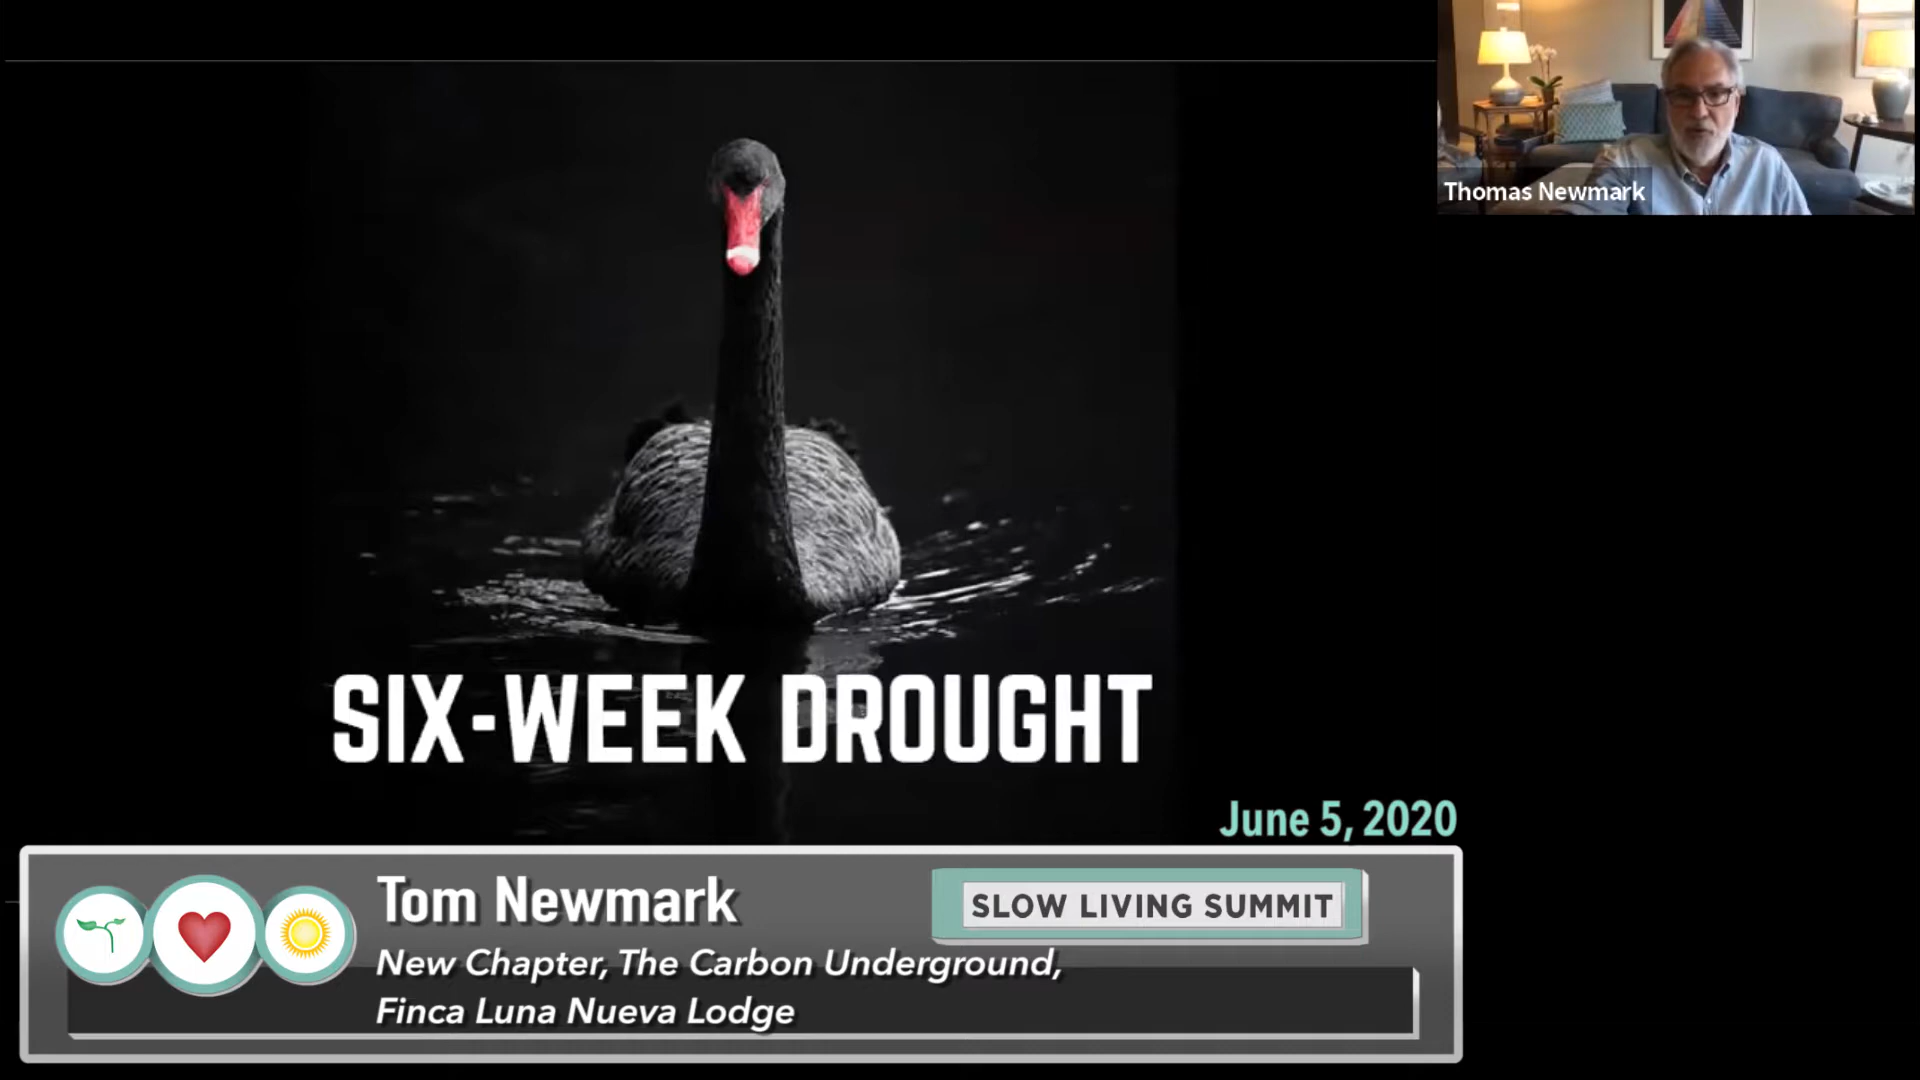 Thomas Newmark
SIX-WEEK DROUGHT
June 5, 2020
Tom Newmark
SLOW LIVING SUMMIT
New Chapter, The Carbon Underground,
Finca Luna Nueva Lodge